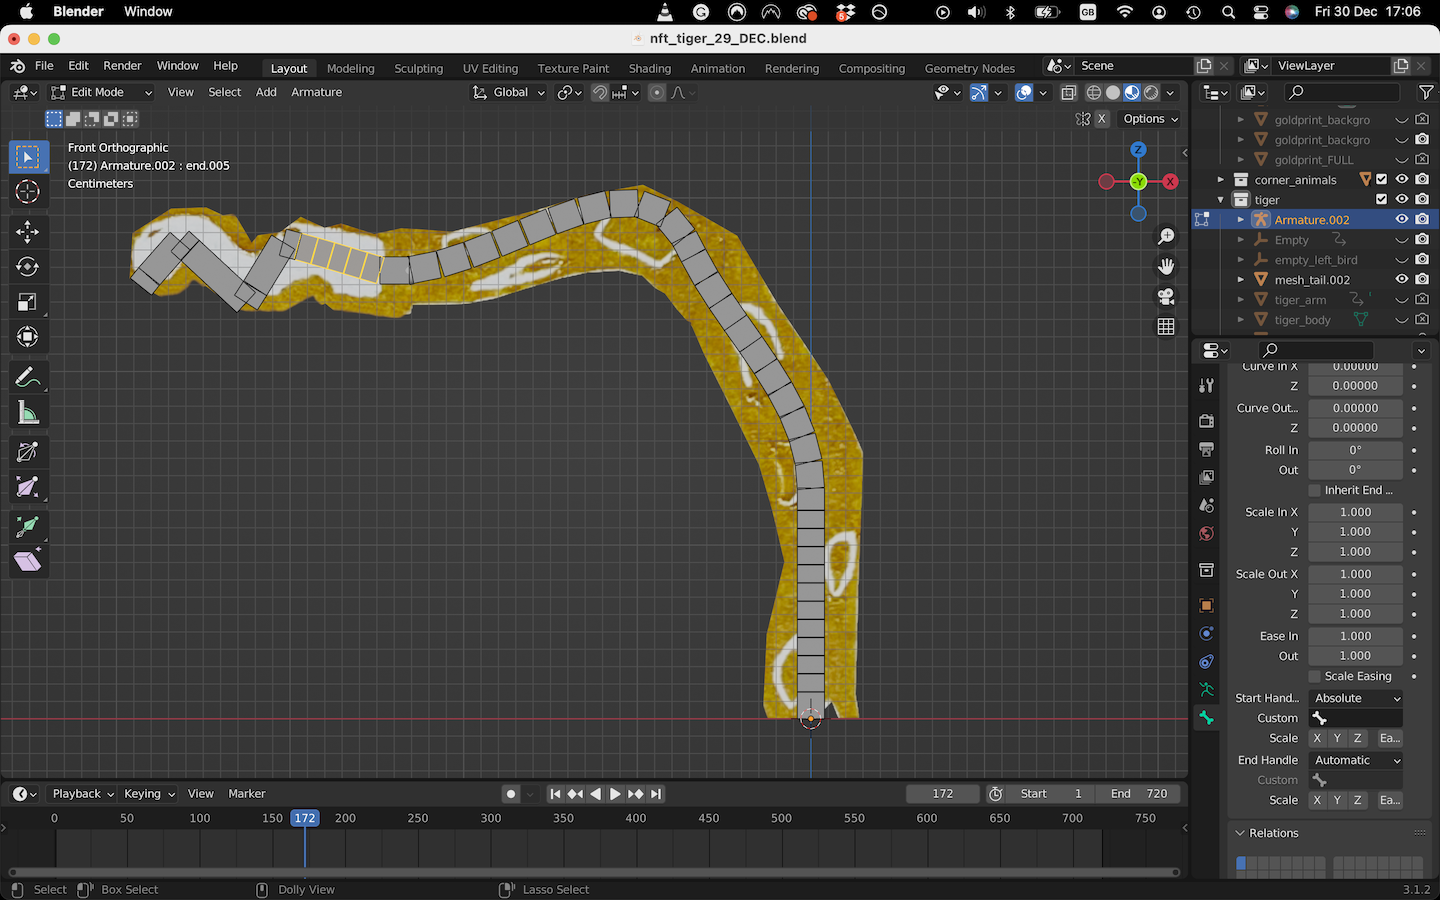 Blender Window
GB
Fri 30 Dec 17:06
nft_tiger_29_DEC.blend
File Edit Render Window Help
Layout Modeling Sculpting UV Editing Texture Paint Shading Animation Rendering Compositing Geometry Nodes
Scene
ViewLayer
Edit Mode View Select Add Armature
Global
X Options
Front Orthographic
(172) Armature.002 : end.005
Centimeters
Z
-Y
X
goldprint_backgro
goldprint_backgro
goldprint_FULL
corner_animals
tiger
Armature.002
Empty
empty_left_bird
mesh_tail.002
tiger_arm
tiger_body
Curve In X 0.00000
Z 0.00000
Curve Out... 0.00000
Z 0.00000
Roll In 0°
Out 0°
Inherit End ...
Scale In X 1.000
Y 1.000
Z 1.000
Scale Out X 1.000
Y 1.000
Z 1.000
Ease In 1.000
Out 1.000
Scale Easing
Start Hand... Absolute
Custom
Scale X Y Z Ea...
End Handle Automatic
Custom
Scale X Y Z Ea...
Relations
Playback Keying View Marker
172 Start 1 End 720
0 50 100 150 172 200 250 300 350 400 450 500 550 600 650 700 750
Select Box Select Dolly View Lasso Select
3.1.2